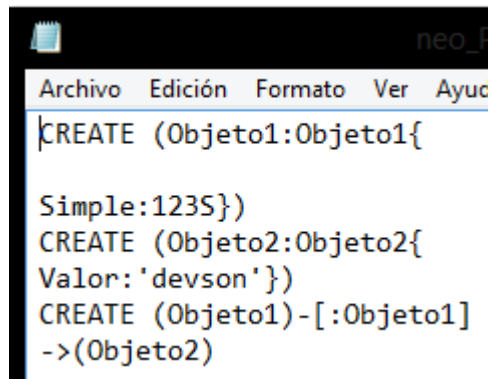 neo_
Archivo Edición Formato Ver Ayud
CREATE (Objeto1:Objeto1{
Simple:123S})
CREATE (Objeto2:Objeto2{
Valor:'devson'})
CREATE (Objeto1)-[:Objeto1]
->(Objeto2)